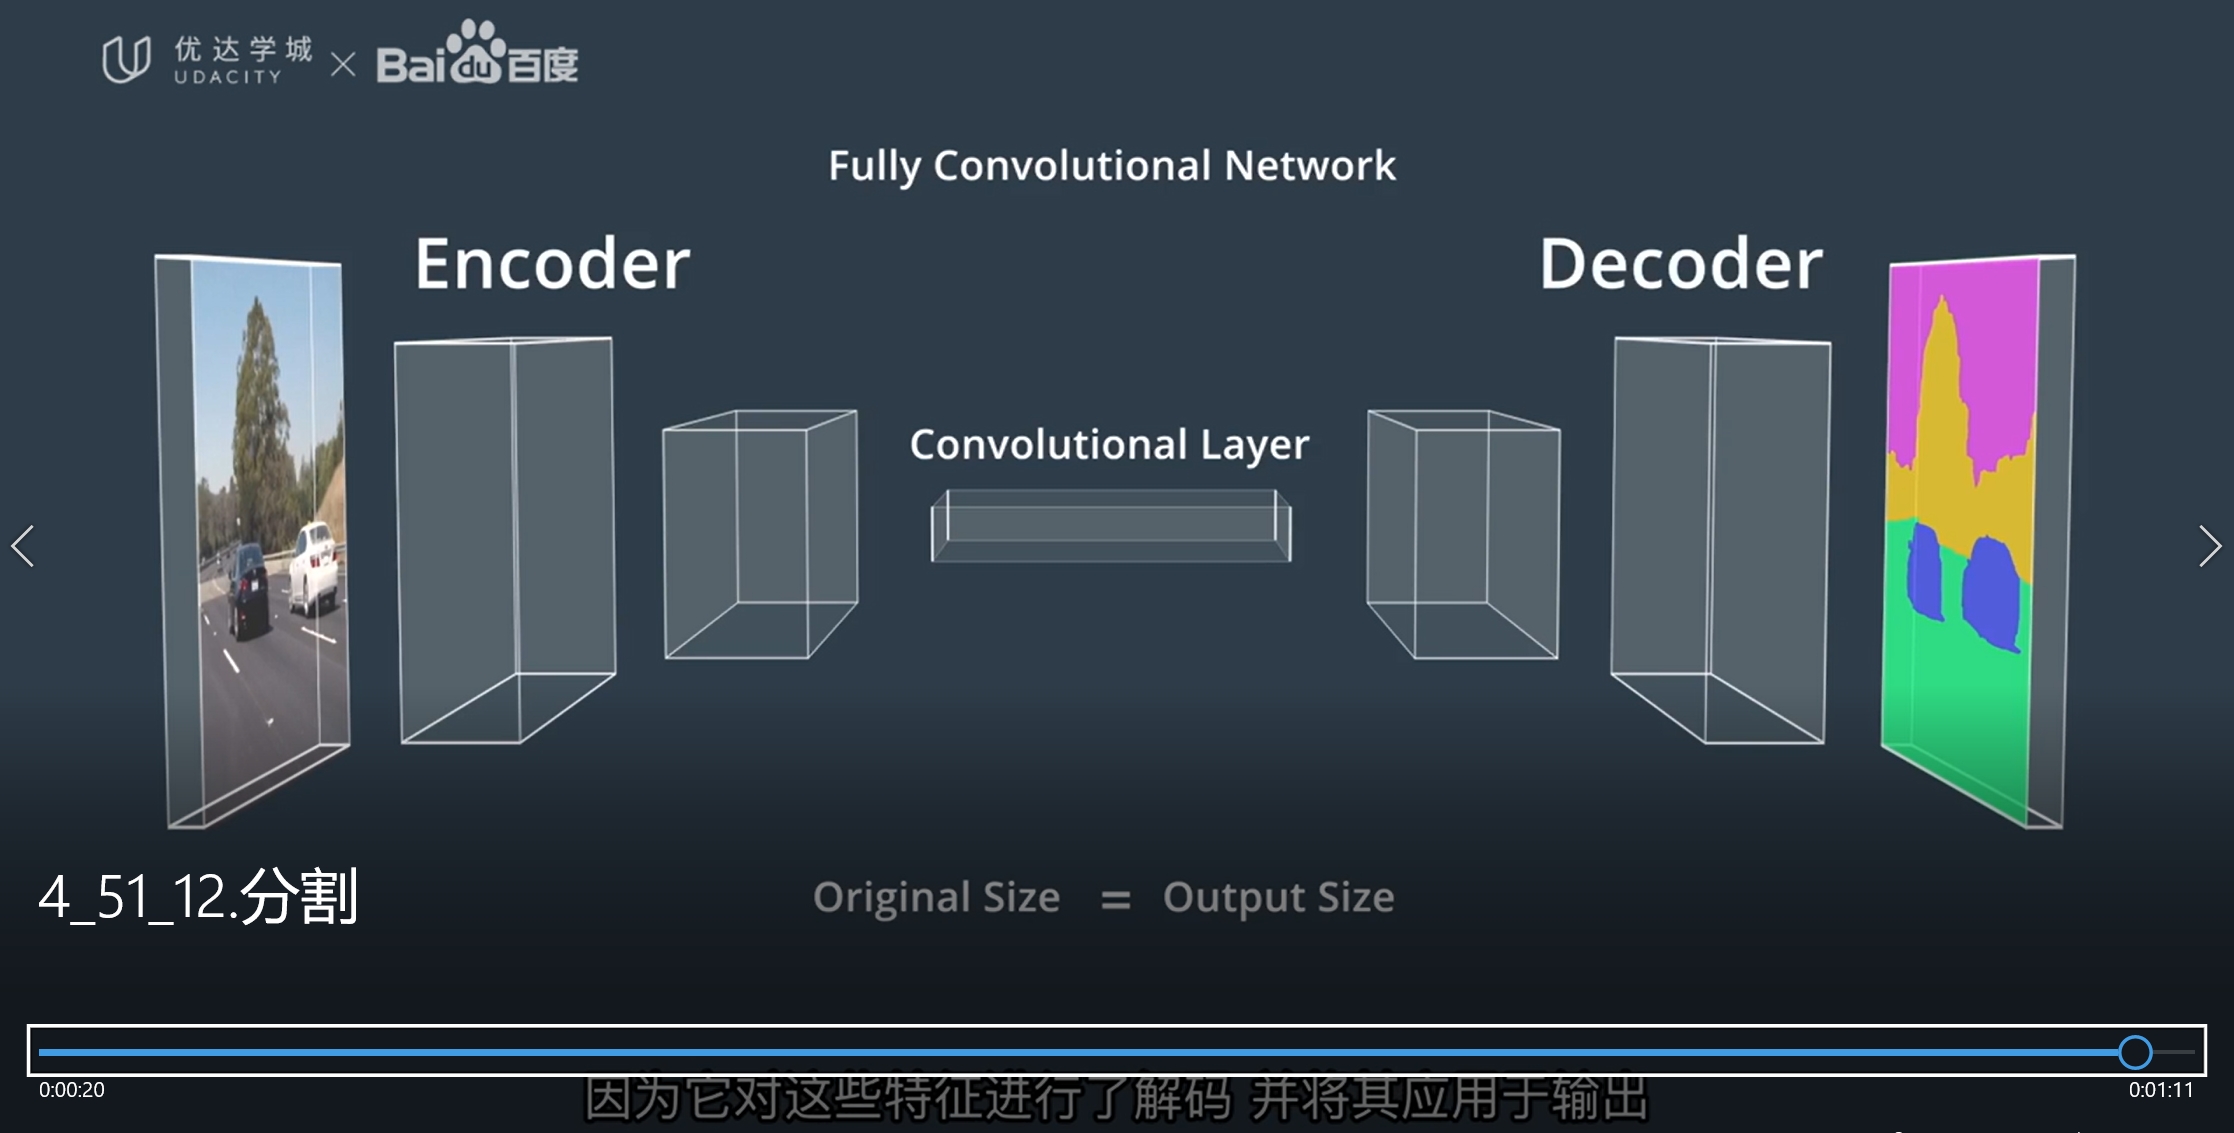 优达学城
UDACITY
×
Baidu百度
Fully Convolutional Network
Encoder
Decoder
Convolutional Layer
4_51_12.分割
Original Size = Output Size
0:00:20
0:01:11
因为它对这些特征进行了解码 并将其应用于输出